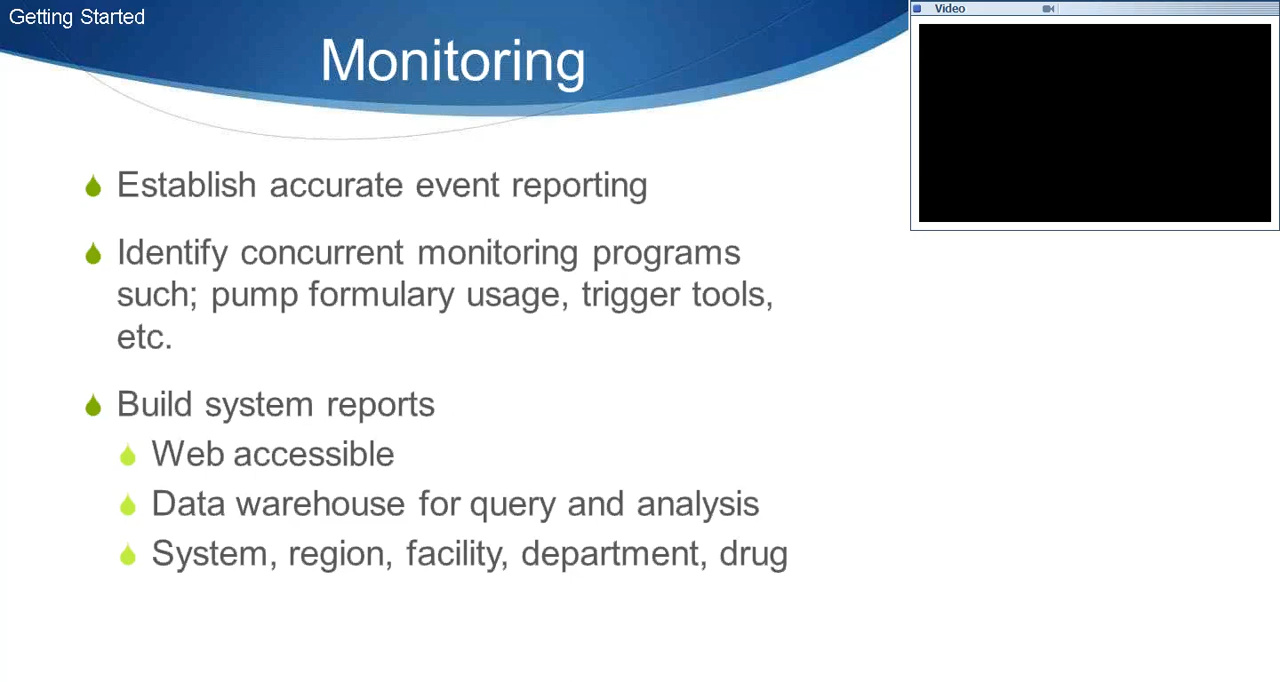 Getting Started
Video
Monitoring
Establish accurate event reporting
Identify concurrent monitoring programs
such; pump formulary usage, trigger tools,
etc.
Build system reports
Web accessible
Data warehouse for query and analysis
System, region, facility, department, drug